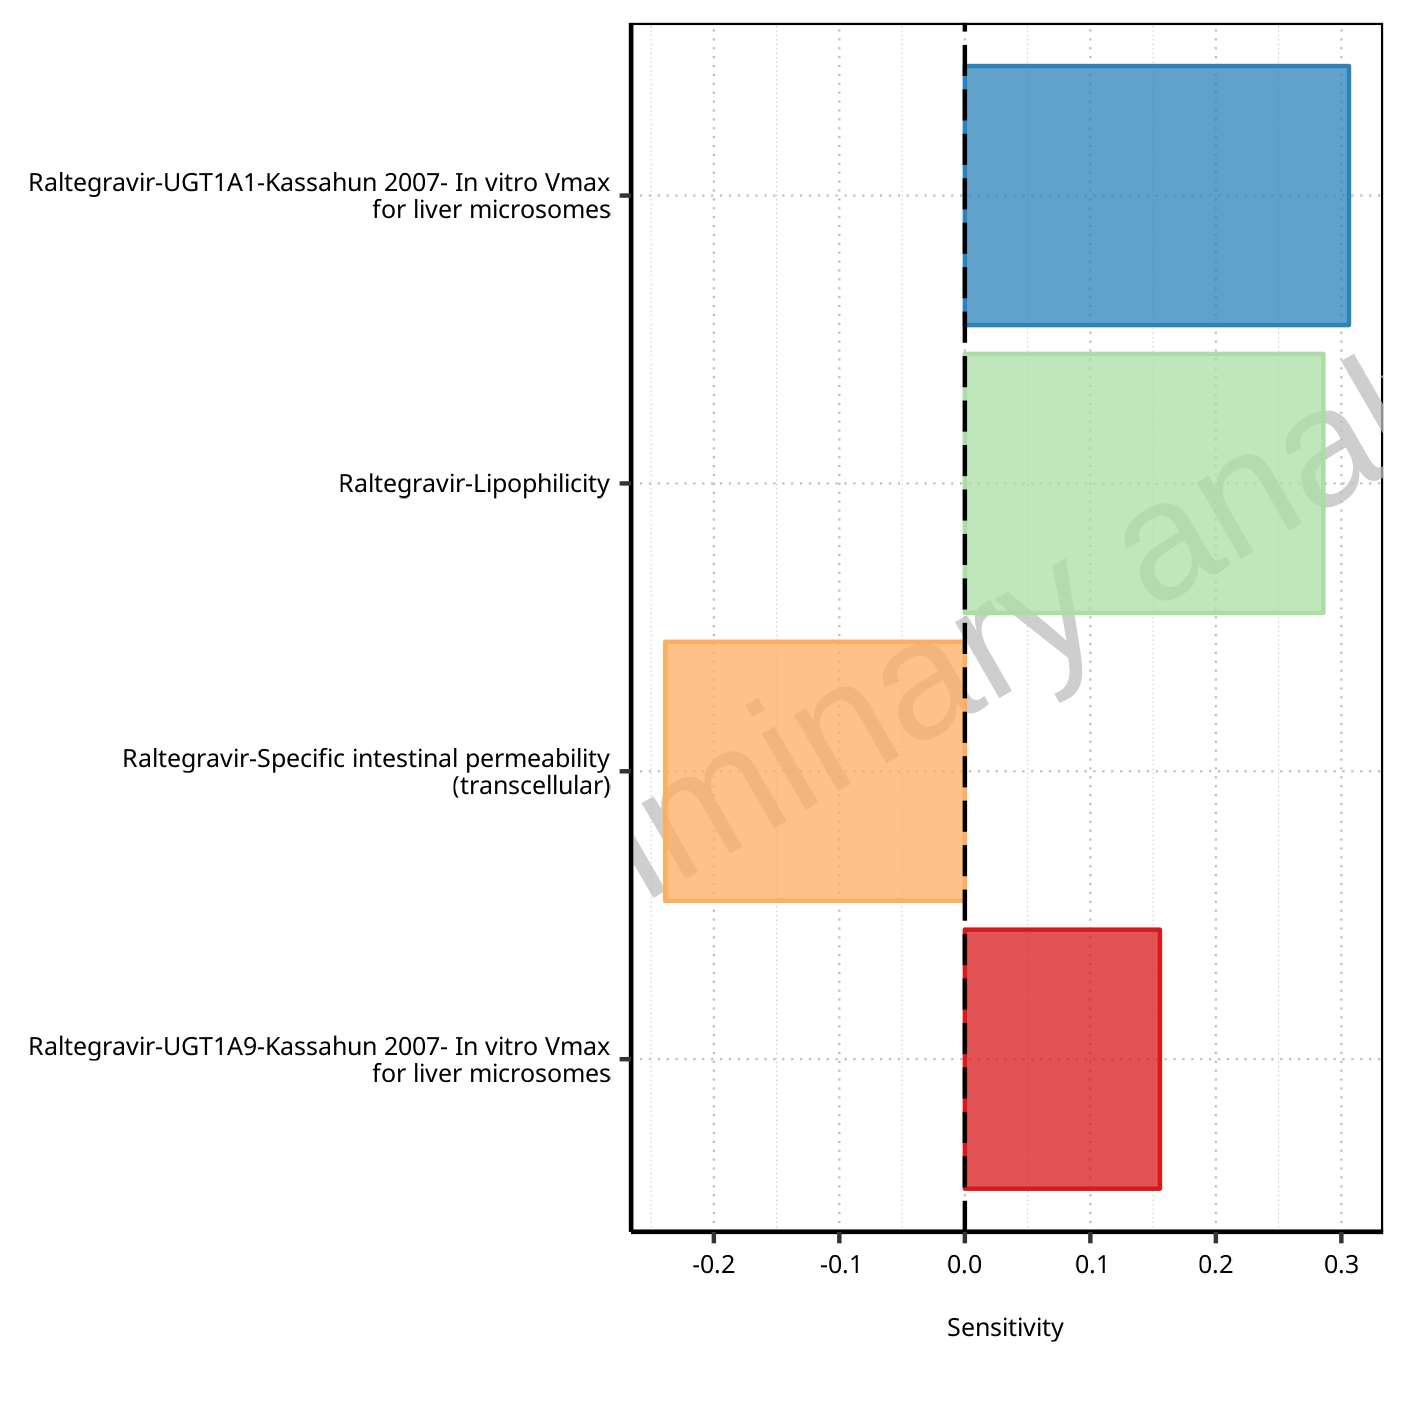 Raltegravir-UGT1A1-Kassahun 2007- In vitro Vmax
for liver microsomes
Raltegravir-Lipophilicity
Raltegravir-Specific intestinal permeability
(transcellular)
Raltegravir-UGT1A9-Kassahun 2007- In vitro Vmax
for liver microsomes
minary anal
-0.2 -0.1 0.0 0.1 0.2 0.3
Sensitivity